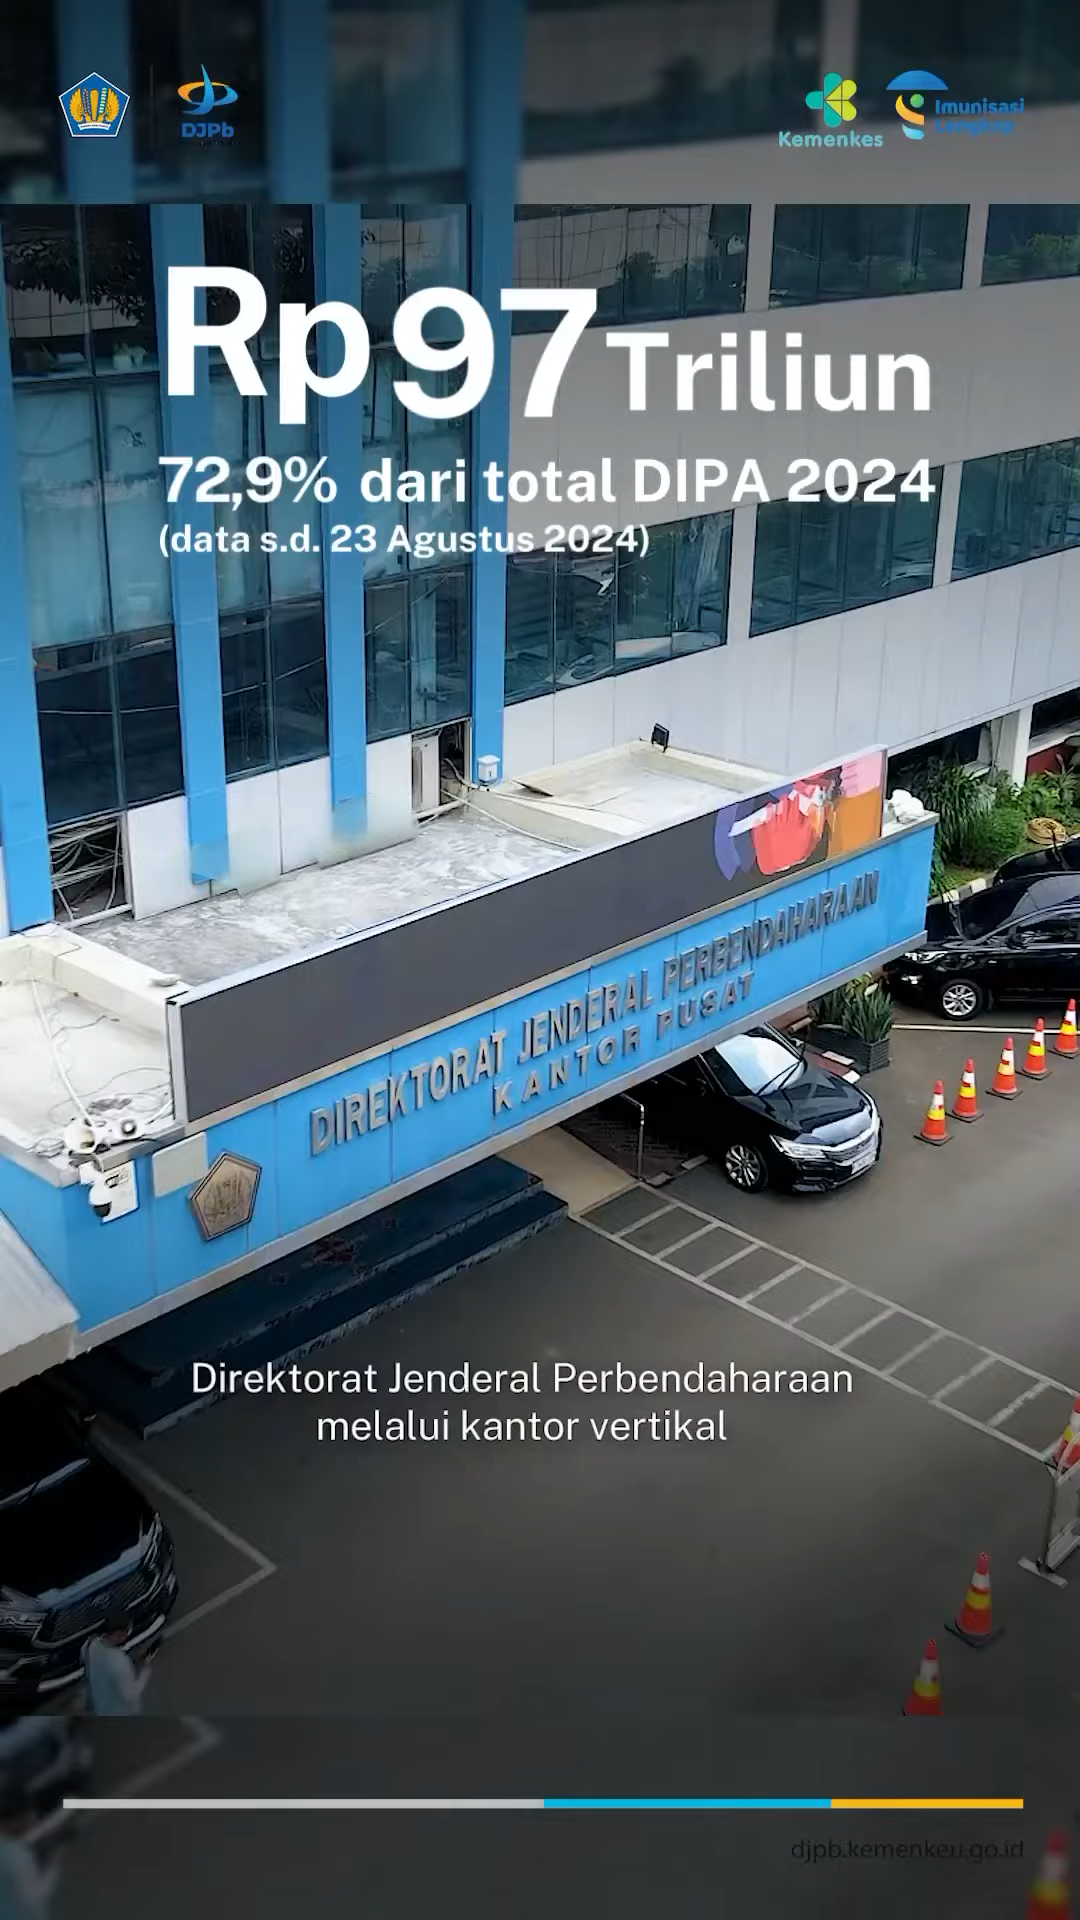 DJPb
Kemenkes
Imunisasi
Lengkap
Rp97 Triliun
72,9% dari total DIPA 2024
(data s.d. 23 Agustus 2024)
DIREKTORAT JENDERAL PERBENDAHARAAN
KANTOR PUSAT
Direktorat Jenderal Perbendaharaan
melalui kantor vertikal
djpb.kemenkeu.go.id